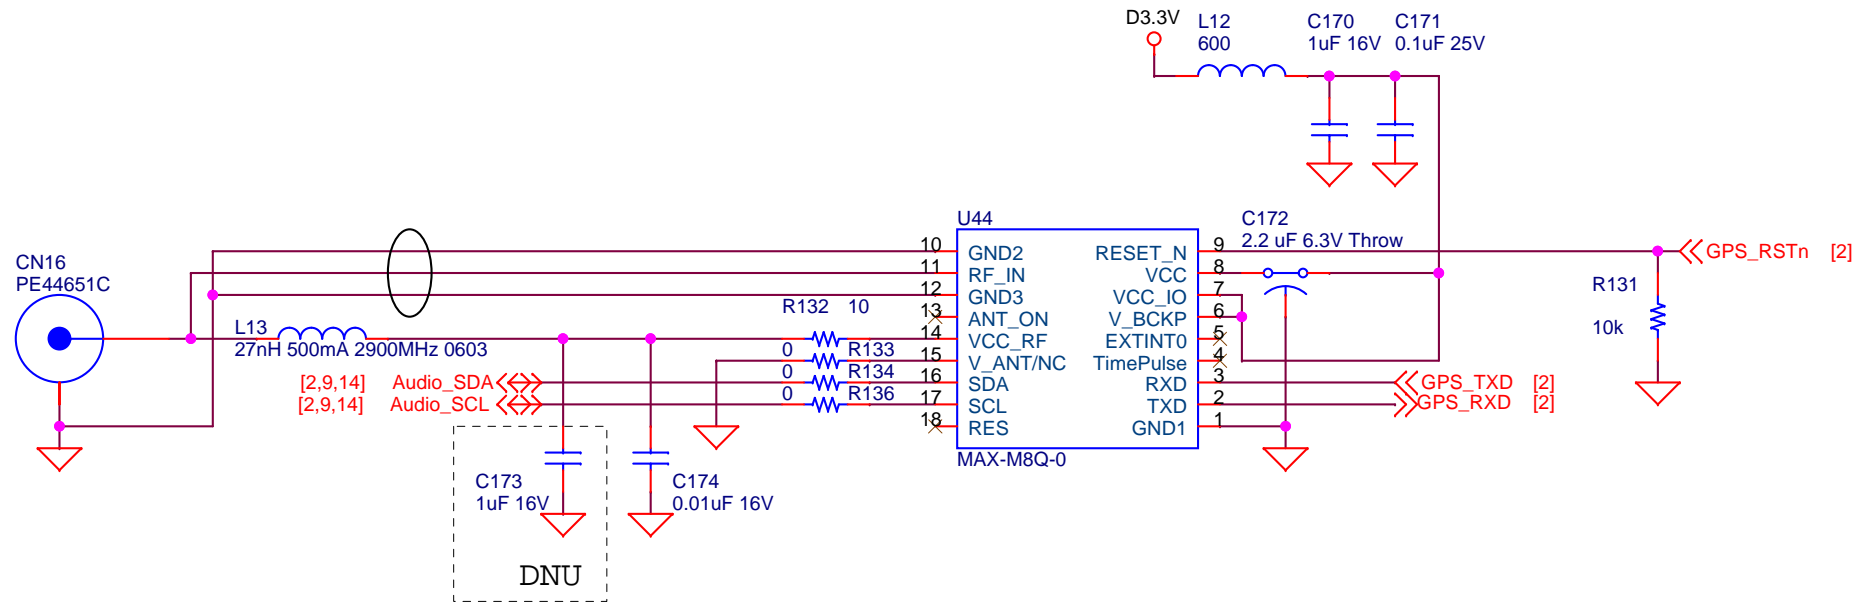 D3.3V
L12
600
C170
1uF 16V
C171
0.1uF 25V
U44
C172
2.2 uF 6.3V Throw
CN16
PE44651C
10 GND2
11 RF_IN
12 GND3
13 ANT_ON
14 VCC_RF
15 V_ANT/NC
16 SDA
17 SCL
18 RES
RESET_N 9
VCC 8
VCC_IO 7
V_BCKP 6
EXTINT0 5
TimePulse 4
RXD 3
TXD 2
GND1 1
MAX-M8Q-0
GPS_RSTn [2]
R131
10k
R132 10
L13
27nH 500mA 2900MHz 0603
0 R133
0 R134
0 R136
[2,9,14] Audio_SDA
[2,9,14] Audio_SCL
GPS_TXD [2]
GPS_RXD [2]
C173
1uF 16V
C174
0.01uF 16V
DNU